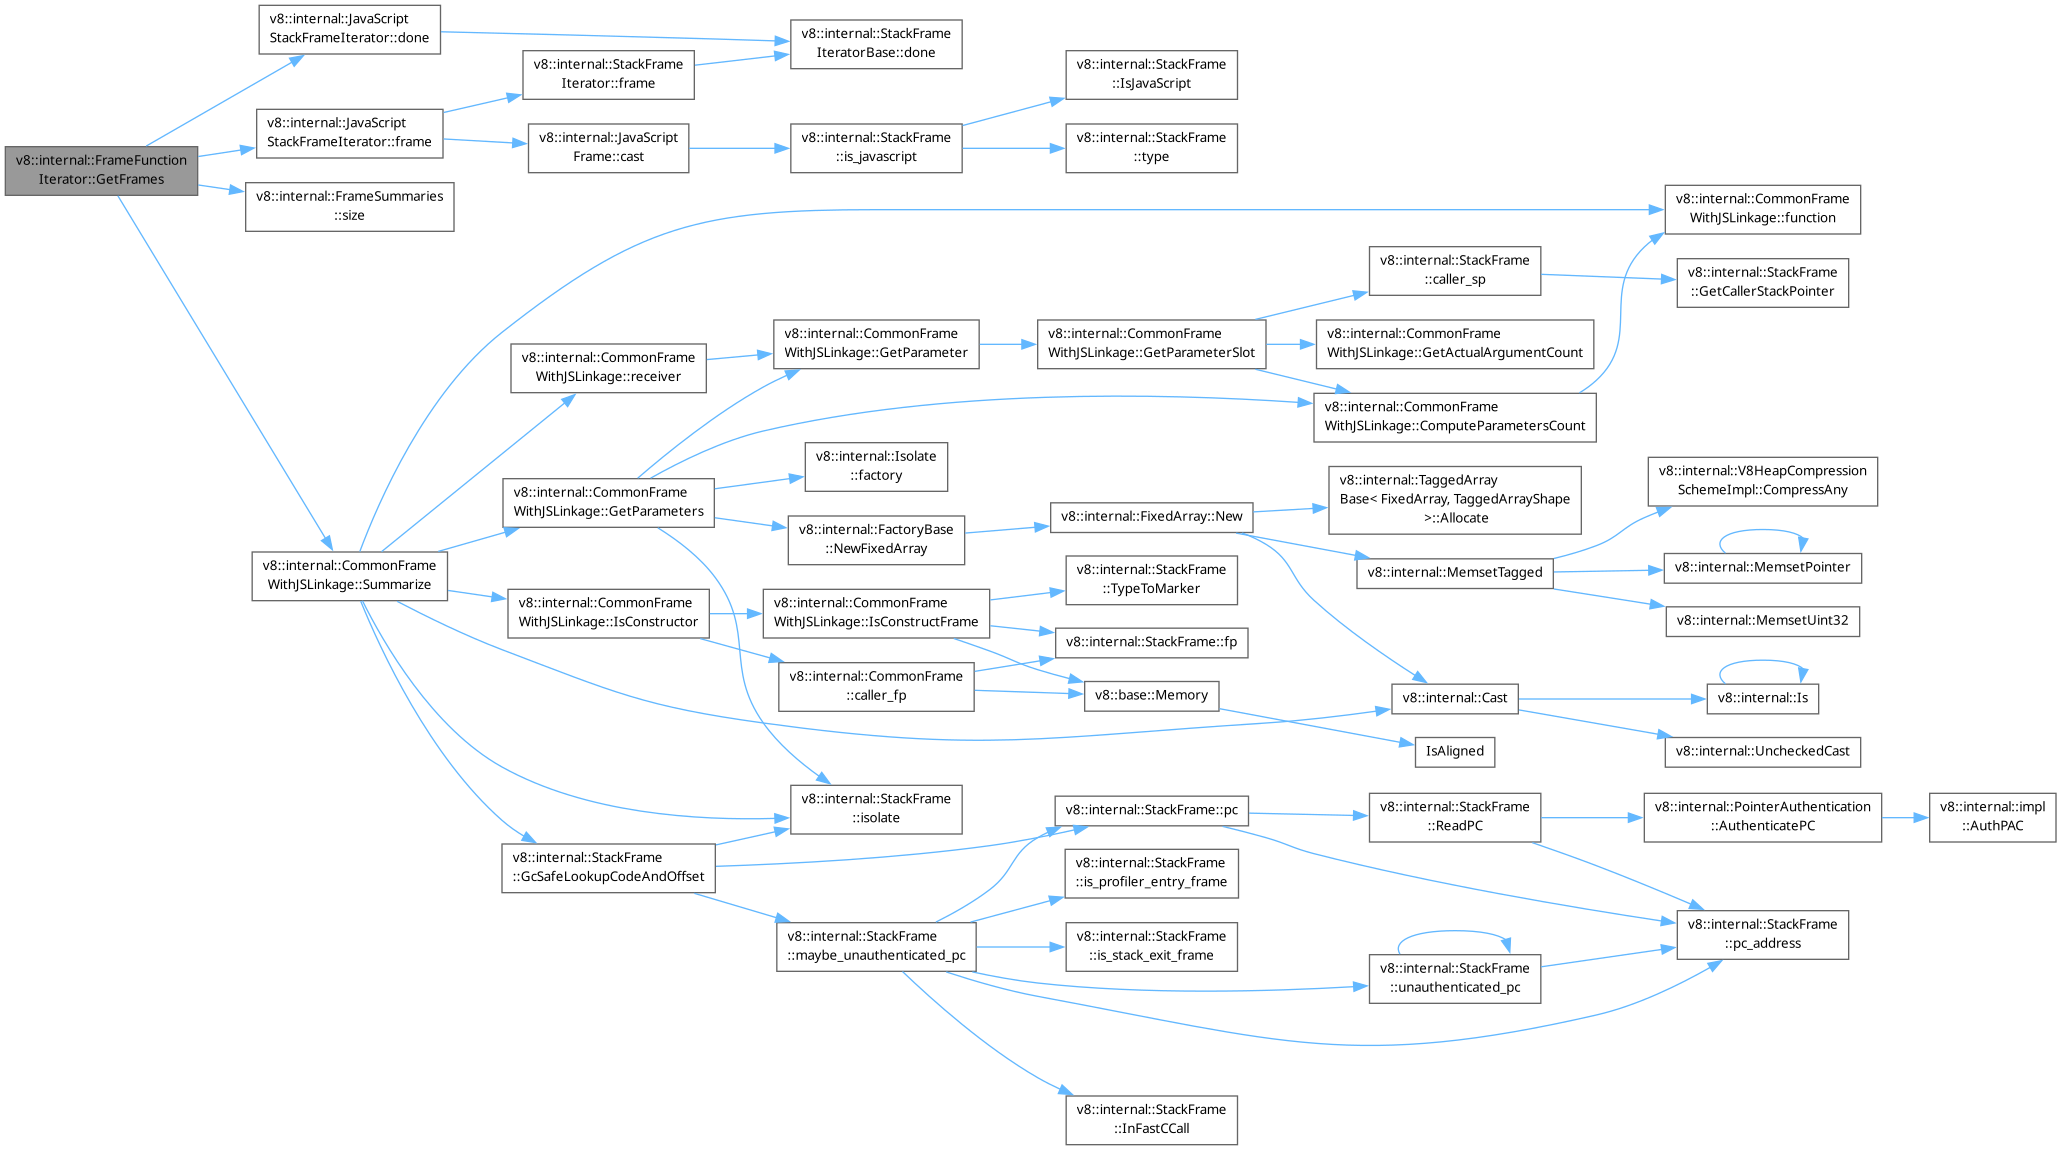 v8::internal::FrameFunction
Iterator::GetFrames
v8::internal::JavaScript
StackFrameIterator::done
v8::internal::JavaScript
StackFrameIterator::frame
v8::internal::FrameSummaries
::size
v8::internal::CommonFrame
WithJSLinkage::Summarize
v8::internal::StackFrame
Iterator::frame
v8::internal::JavaScript
Frame::cast
v8::internal::CommonFrame
WithJSLinkage::receiver
v8::internal::CommonFrame
WithJSLinkage::GetParameters
v8::internal::CommonFrame
WithJSLinkage::IsConstructor
v8::internal::StackFrame
::GcSafeLookupCodeAndOffset
v8::internal::StackFrame
IteratorBase::done
v8::internal::StackFrame
::is_javascript
v8::internal::CommonFrame
WithJSLinkage::GetParameter
v8::internal::Isolate
::factory
v8::internal::FactoryBase
::NewFixedArray
v8::internal::CommonFrame
WithJSLinkage::IsConstructFrame
v8::internal::CommonFrame
::caller_fp
v8::internal::StackFrame
::isolate
v8::internal::StackFrame
::maybe_unauthenticated_pc
v8::internal::StackFrame
::IsJavaScript
v8::internal::StackFrame
::type
v8::internal::CommonFrame
WithJSLinkage::GetParameterSlot
v8::internal::FixedArray::New
v8::internal::StackFrame
::TypeToMarker
v8::internal::StackFrame::fp
v8::base::Memory
v8::internal::StackFrame::pc
v8::internal::StackFrame
::is_profiler_entry_frame
v8::internal::StackFrame
::is_stack_exit_frame
v8::internal::StackFrame
::InFastCCall
v8::internal::StackFrame
::caller_sp
v8::internal::CommonFrame
WithJSLinkage::GetActualArgumentCount
v8::internal::CommonFrame
WithJSLinkage::ComputeParametersCount
v8::internal::TaggedArray
Base< FixedArray, TaggedArrayShape
>::Allocate
v8::internal::MemsetTagged
v8::internal::Cast
IsAligned
v8::internal::StackFrame
::ReadPC
v8::internal::StackFrame
::unauthenticated_pc
v8::internal::CommonFrame
WithJSLinkage::function
v8::internal::StackFrame
::GetCallerStackPointer
v8::internal::V8HeapCompression
SchemeImpl::CompressAny
v8::internal::MemsetPointer
v8::internal::MemsetUint32
v8::internal::Is
v8::internal::UncheckedCast
v8::internal::PointerAuthentication
::AuthenticatePC
v8::internal::StackFrame
::pc_address
v8::internal::impl
::AuthPAC